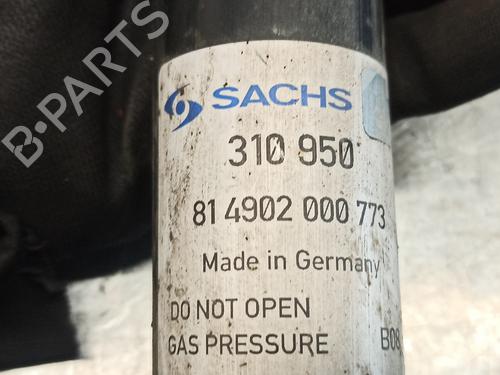 B-PARTS
SACHS
310 950
81 4902 000 773
Made in Germany
DO NOT OPEN
GAS PRESSURE B08